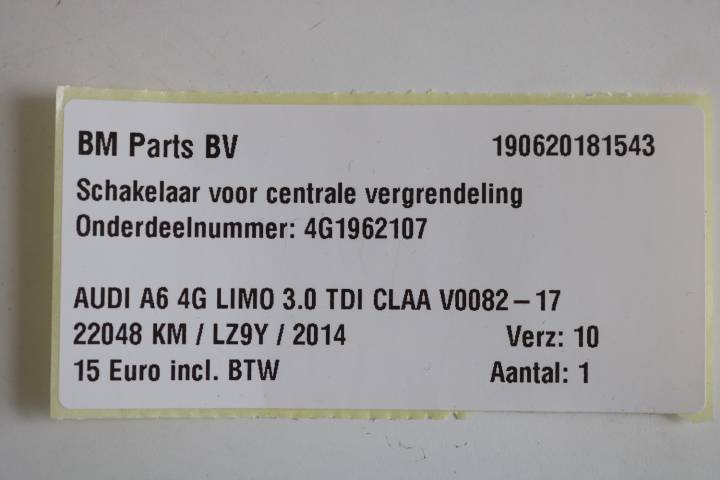 BM Parts BV 190620181543
Schakelaar voor centrale vergrendeling
Onderdeelnummer: 4G1962107
AUDI A6 4G LIMO 3.0 TDI CLAA V0082-17
22048 KM / LZ9Y / 2014 Verz: 10
15 Euro incl. BTW Aantal: 1